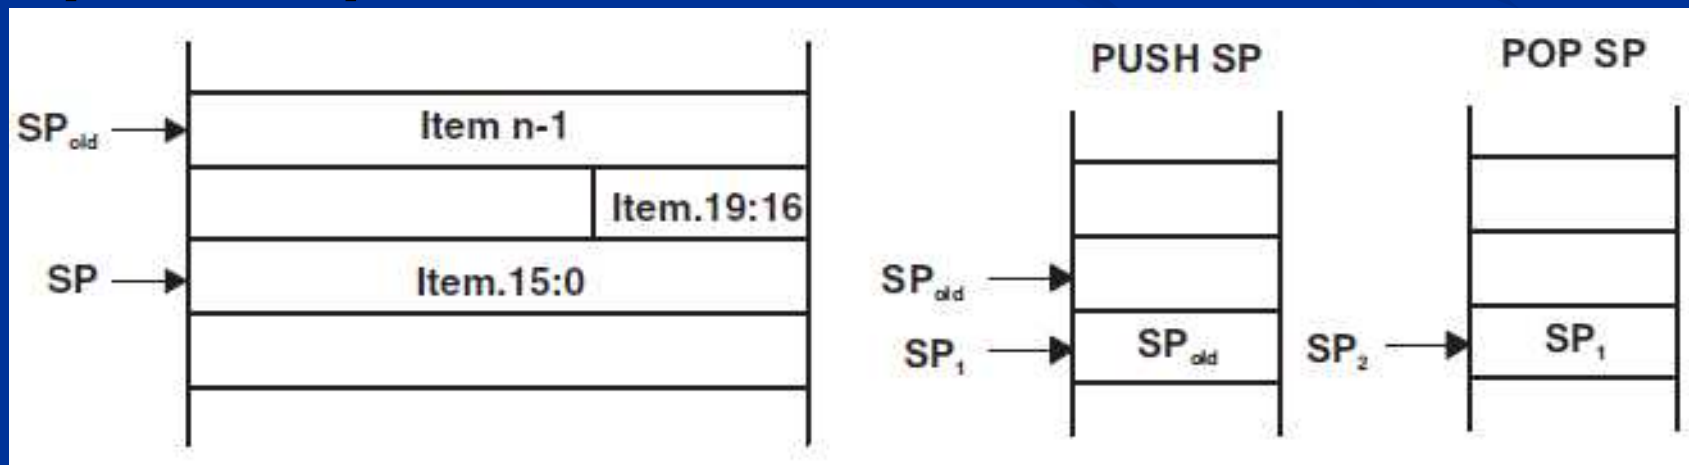 SPold
Item n-1
Item.19:16
SP
Item.15:0
PUSH SP
SPold
SP1
SPold
POP SP
SP2
SP1